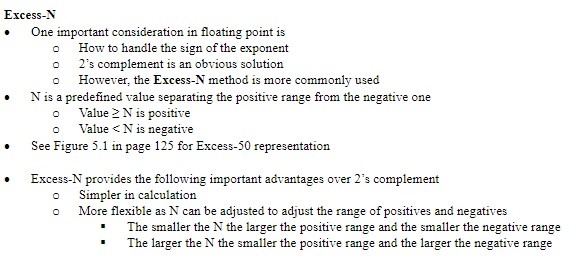 Excess-N
• One important consideration in floating point is
o How to handle the sign of the exponent
o 2's complement is an obvious solution
o However, the Excess-N method is more commonly used
• N is a predefined value separating the positive range from the negative one
o Value ≥ N is positive
o Value < N is negative
• See Figure 5.1 in page 125 for Excess-50 representation
• Excess-N provides the following important advantages over 2's complement
o Simpler in calculation
o More flexible as N can be adjusted to adjust the range of positives and negatives
▪ The smaller the N the larger the positive range and the smaller the negative range
▪ The larger the N the smaller the positive range and the larger the negative range